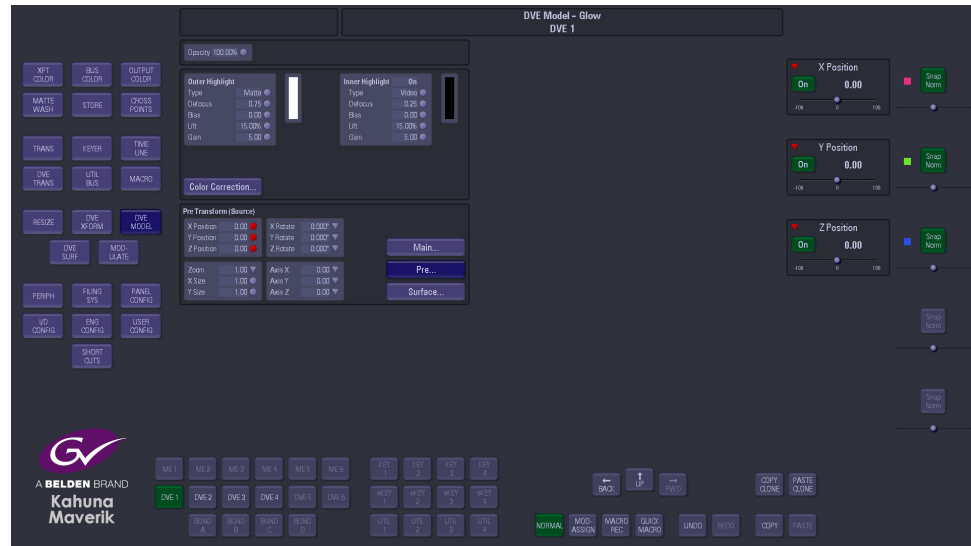 DVE Model - Glow
DVE 1
Opacity 100.00%
XPT COLOR
BUS COLOR
OUTPUT COLOR
MATTE WASH
STORE
CROSS POINTS
TRANS
KEYER
TIME LINE
DVE TRANS
UTIL BUS
MACRO
RESIZE
DVE XFORM
DVE MODEL
DVE SURF
MOD- ULATE
PERIPH
FILING SYS
PANEL CONFIG
I/O CONFIG
ENG CONFIG
USER CONFIG
SHORT CUTS
Outer Highlight
Type Matte
Defocus 0.75
Bias 0.00
Lift 15.00%
Gain 5.00
Inner Highlight On
Type Video
Defocus 0.25
Bias 0.00
Lift 15.00%
Gain 5.00
Color Correction...
Pre Transform (Source)
X Position 0.00 X Rotate 0.000°
Y Position 0.00 Y Rotate 0.000°
Z Position 0.00 Z Rotate 0.000°
Zoom 1.00 Axis X 0.00
X Size 1.00 Axis Y 0.00
Y Size 1.00 Axis Z 0.00
Main...
Pre...
Surface...
X Position
On 0.00
-100 0 100
Snap Norm
Y Position
On 0.00
-100 0 100
Snap Norm
Z Position
On 0.00
-100 0 100
Snap Norm
Snap Norm
Snap Norm
GV
A BELDEN BRAND
Kahuna
Maverik
ME 1 ME 2 ME 3 ME 4 ME 5 ME 6
DVE 1 DVE 2 DVE 3 DVE 4 DVE 5 DVE 6
BOND A BOND B BOND C BOND D
KEY 1 KEY 2 KEY 3 KEY 4
eKEY 1 eKEY 2 eKEY 3 eKEY 4
UTIL 1 UTIL 2 UTIL 3 UTIL 4
BACK UP FWD
COPY CLONE
PASTE CLONE
NORMAL
MOD- ASSIGN
MACRO REC
QUICK MACRO
UNDO REDO
COPY PASTE